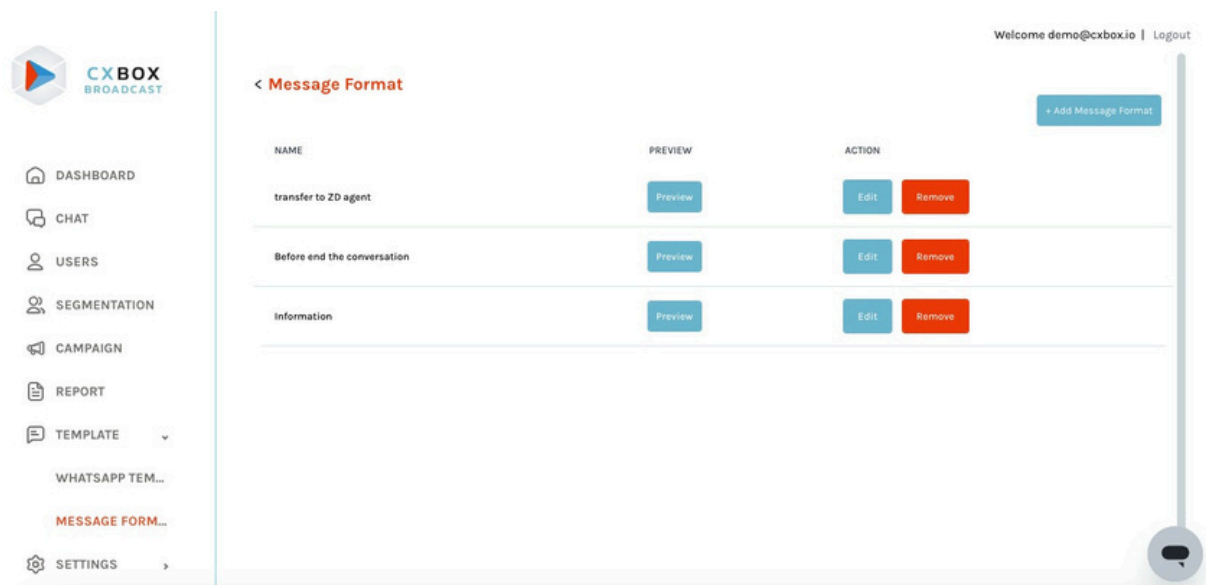 CXBOX
BROADCAST
DASHBOARD
CHAT
USERS
SEGMENTATION
CAMPAIGN
REPORT
TEMPLATE
WHATSAPP TEM...
MESSAGE FORM...
SETTINGS
Welcome demo@cxbox.io | Logout
< Message Format
+ Add Message Format
NAME PREVIEW ACTION
transfer to ZD agent Preview Edit Remove
Before end the conversation Preview Edit Remove
Information Preview Edit Remove